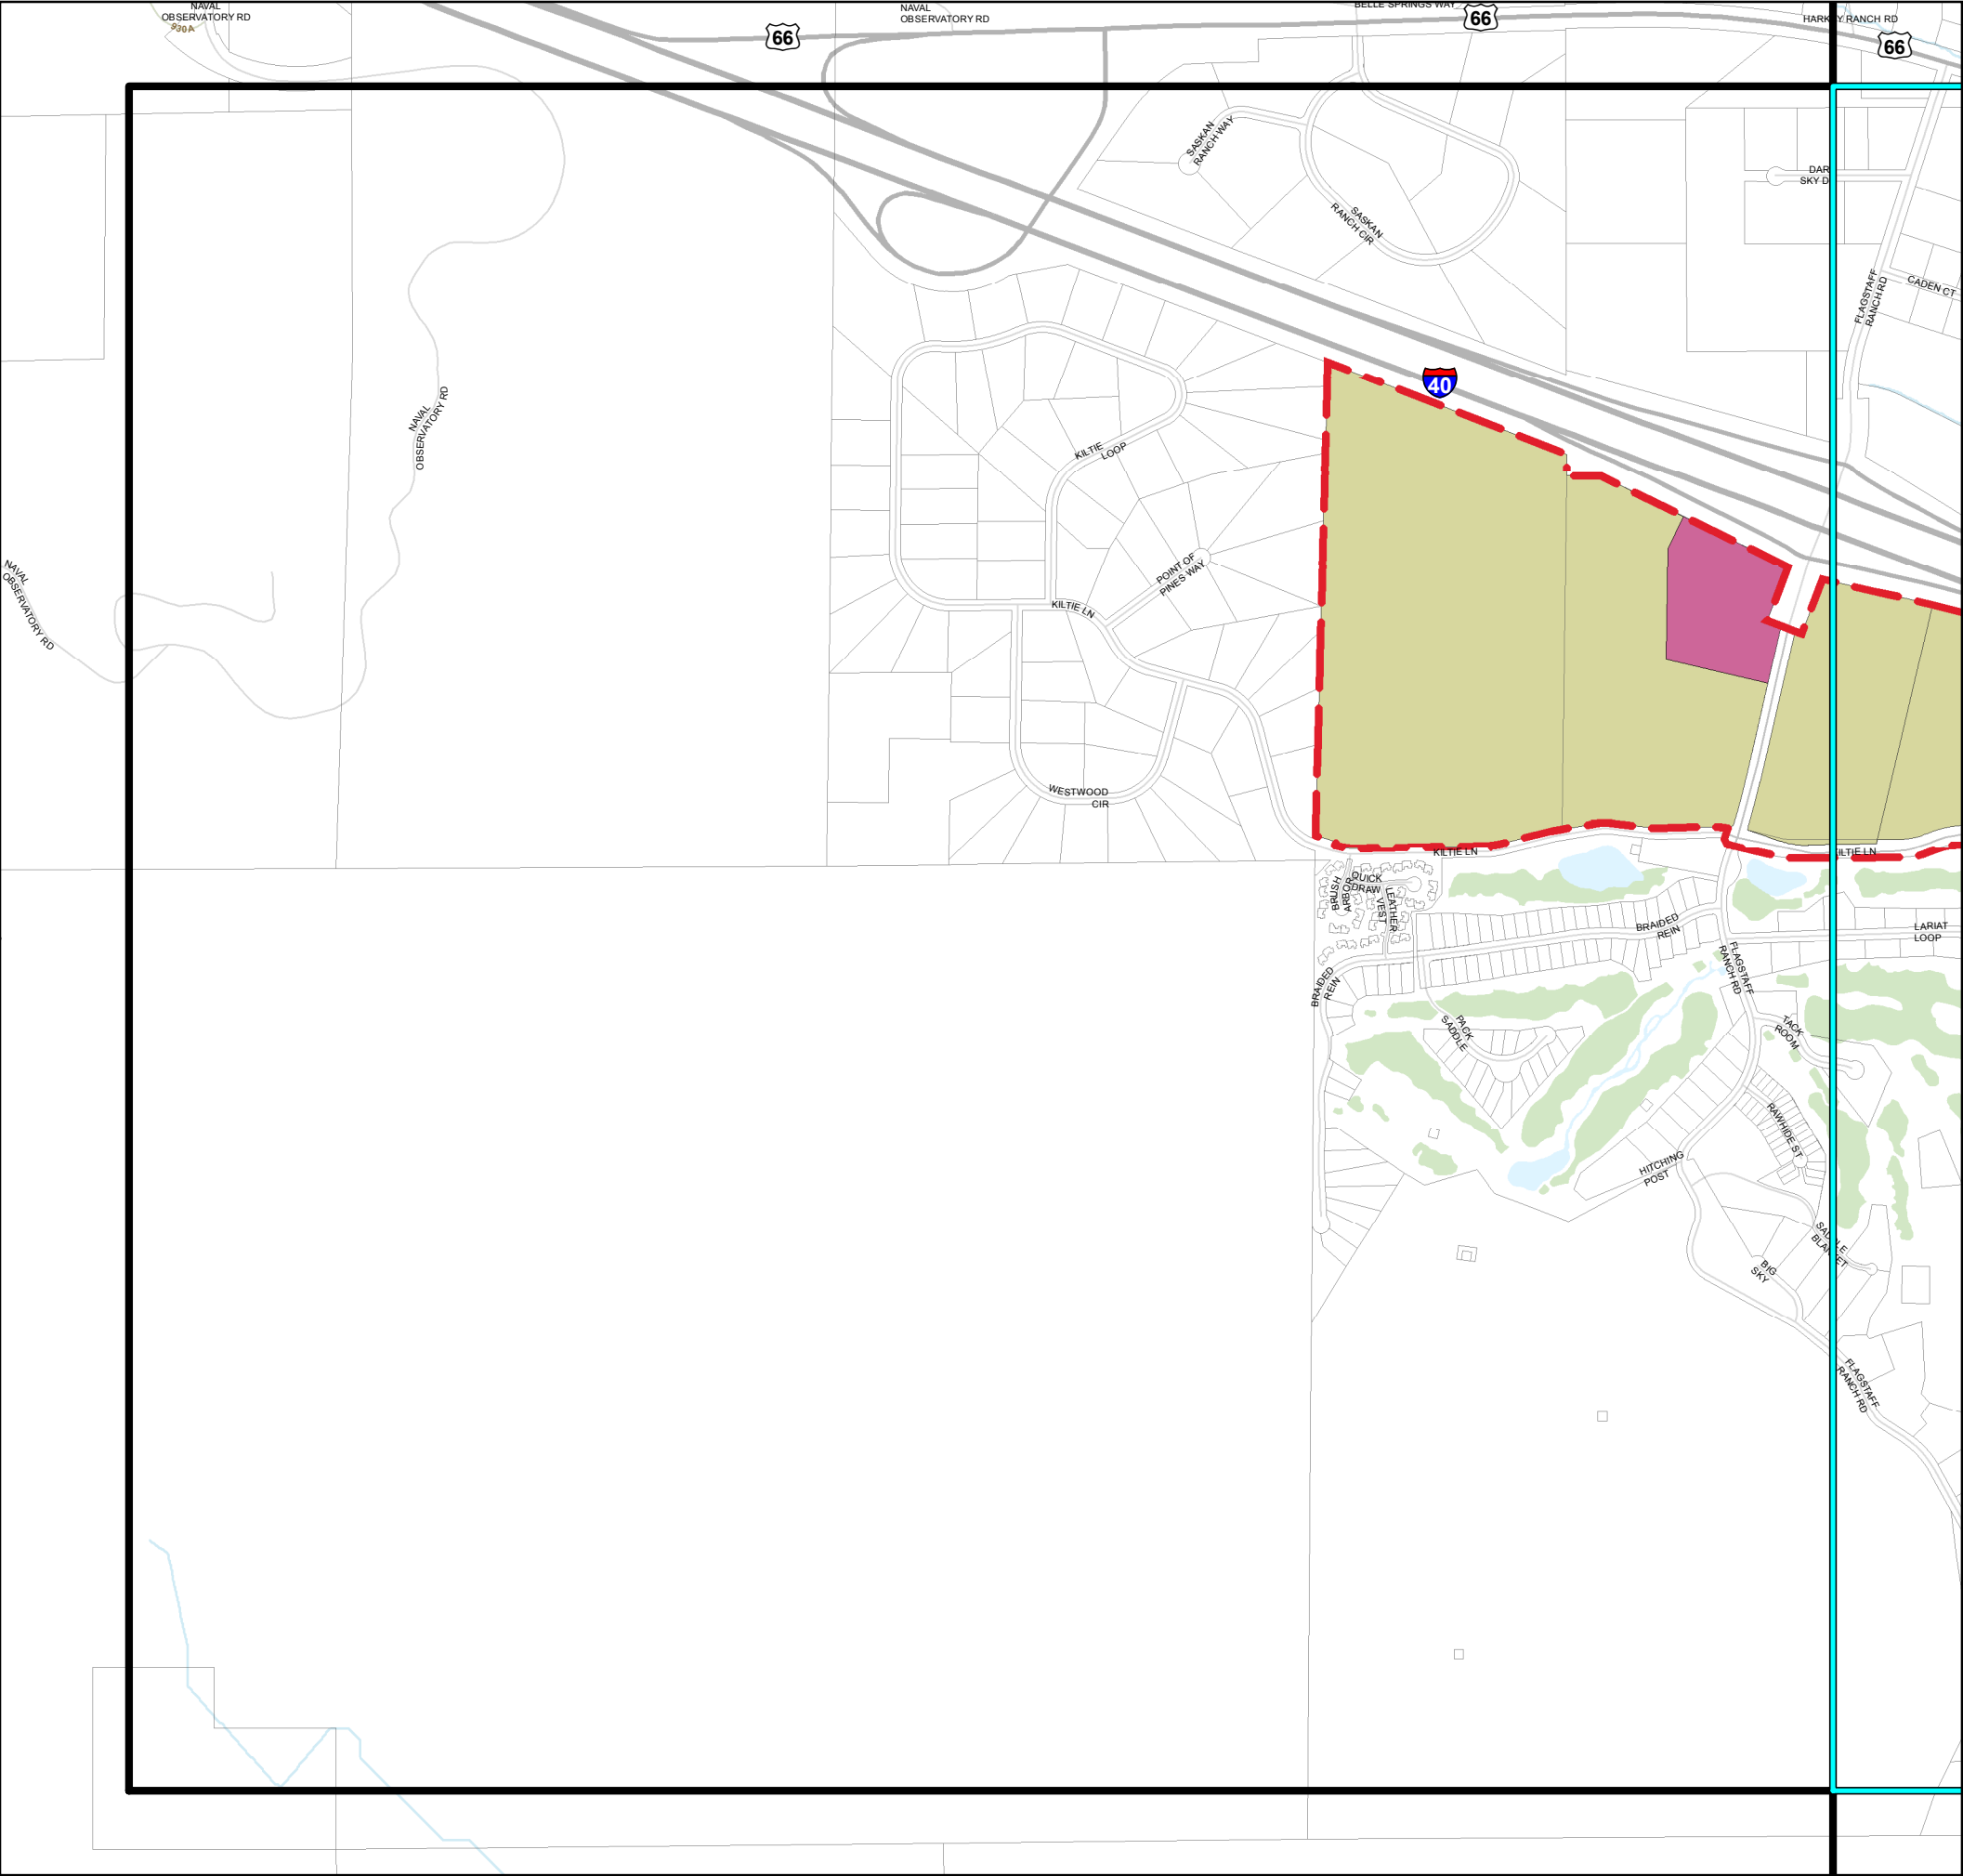 NAVAL
OBSERVATORY RD
930A
NAVAL
OBSERVATORY RD
BELLE SPRINGS WAY
66
66
HARKEY RANCH RD
66
SASKAN
RANCH WAY
SASKAN
RANCH CIR
SKY D
CADEN CT
FLAGSTAFF
RANCH RD
40
NAVAL
OBSERVATORY RD
KILTIE
LOOP
POINT OF
PINES WAY
NAVAL
OBSERVATORY RD
KILTIE LN
WESTWOOD
CIR
KILTIE LN
ILTIE LN
QUICK
DRAW
BRUSH
ARBOR
LEATHER
VEST
BRAIDED
REIN
LARIAT
LOOP
FLAGSTAFF
RANCH RD
BRAIDED
REIN
PACK
SADDLE
TACK
ROOM
RAWHIDE ST
HITCHING
POST
SADDLE
BLANKET
BIG
SKY
FLAGSTAFF
RANCH RD